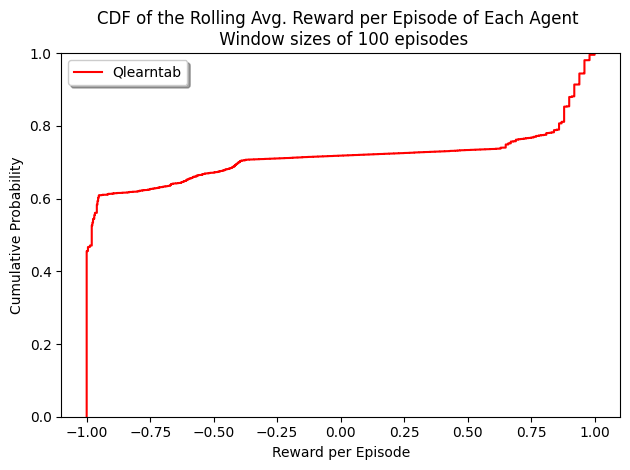 CDF of the Rolling Avg. Reward per Episode of Each Agent
Window sizes of 100 episodes
Qlearntab
1.0
0.8
0.6
0.4
0.2
0.0
Cumulative Probability
−1.00 −0.75 −0.50 −0.25 0.00 0.25 0.50 0.75 1.00
Reward per Episode